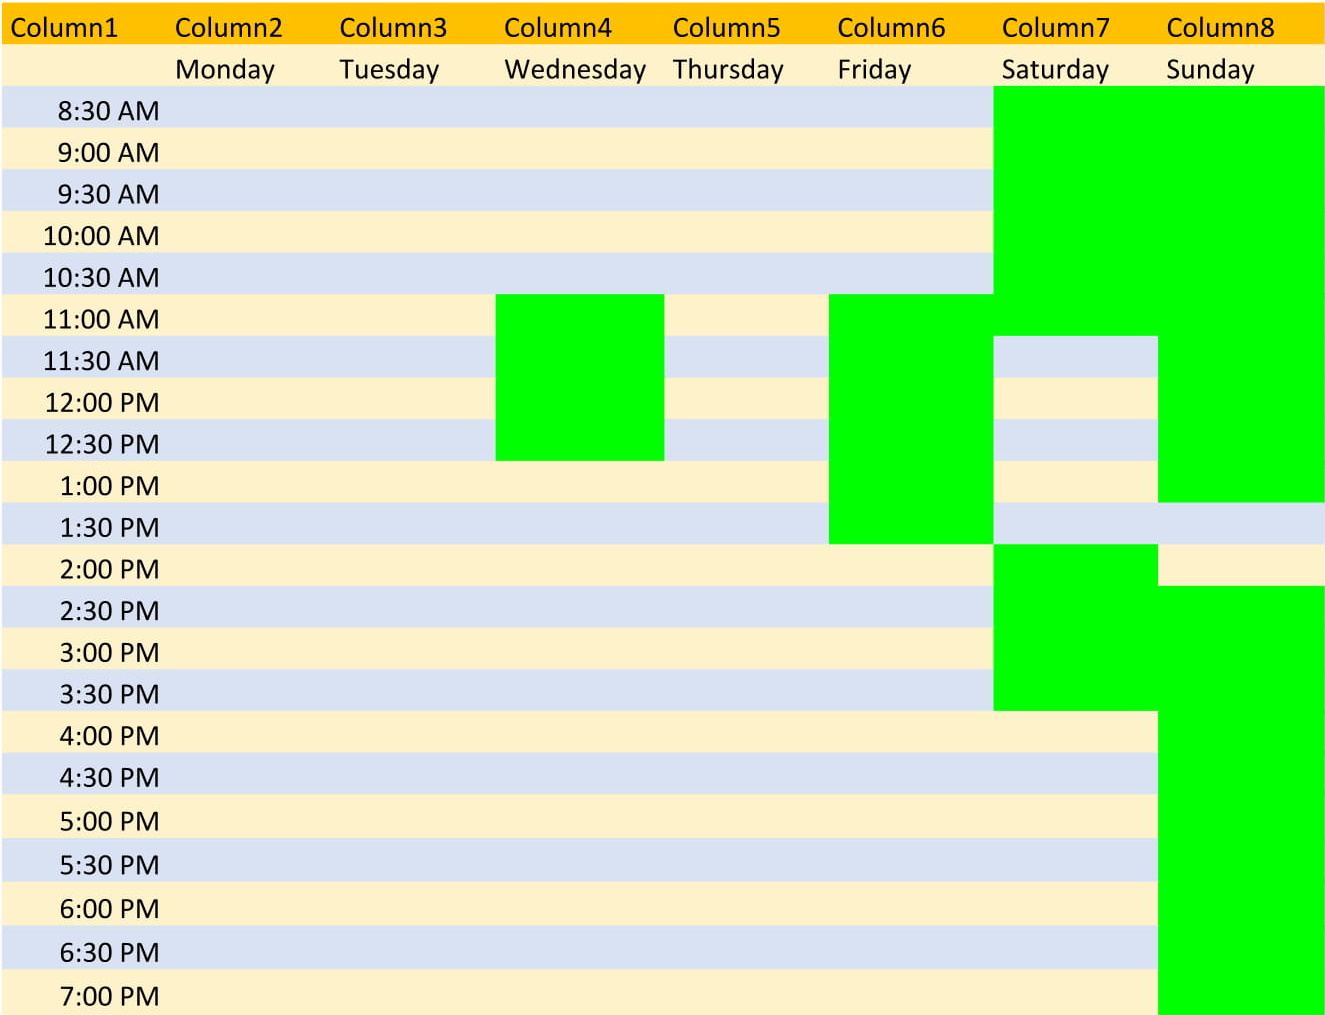 Column1 Column2 Column3 Column4 Column5 Column6 Column7 Column8
Monday Tuesday Wednesday Thursday Friday Saturday Sunday
8:30 AM
9:00 AM
9:30 AM
10:00 AM
10:30 AM
11:00 AM
11:30 AM
12:00 PM
12:30 PM
1:00 PM
1:30 PM
2:00 PM
2:30 PM
3:00 PM
3:30 PM
4:00 PM
4:30 PM
5:00 PM
5:30 PM
6:00 PM
6:30 PM
7:00 PM